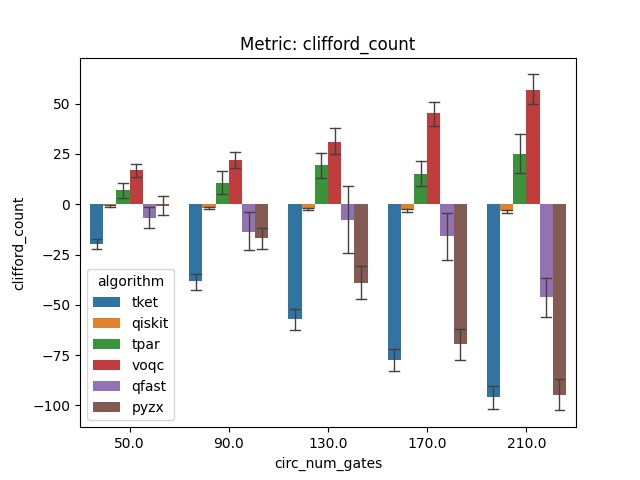 Metric: clifford_count
clifford_count
50
25
0
−25
−50
−75
−100
algorithm
tket
qiskit
tpar
voqc
qfast
pyzx
50.0 90.0 130.0 170.0 210.0
circ_num_gates